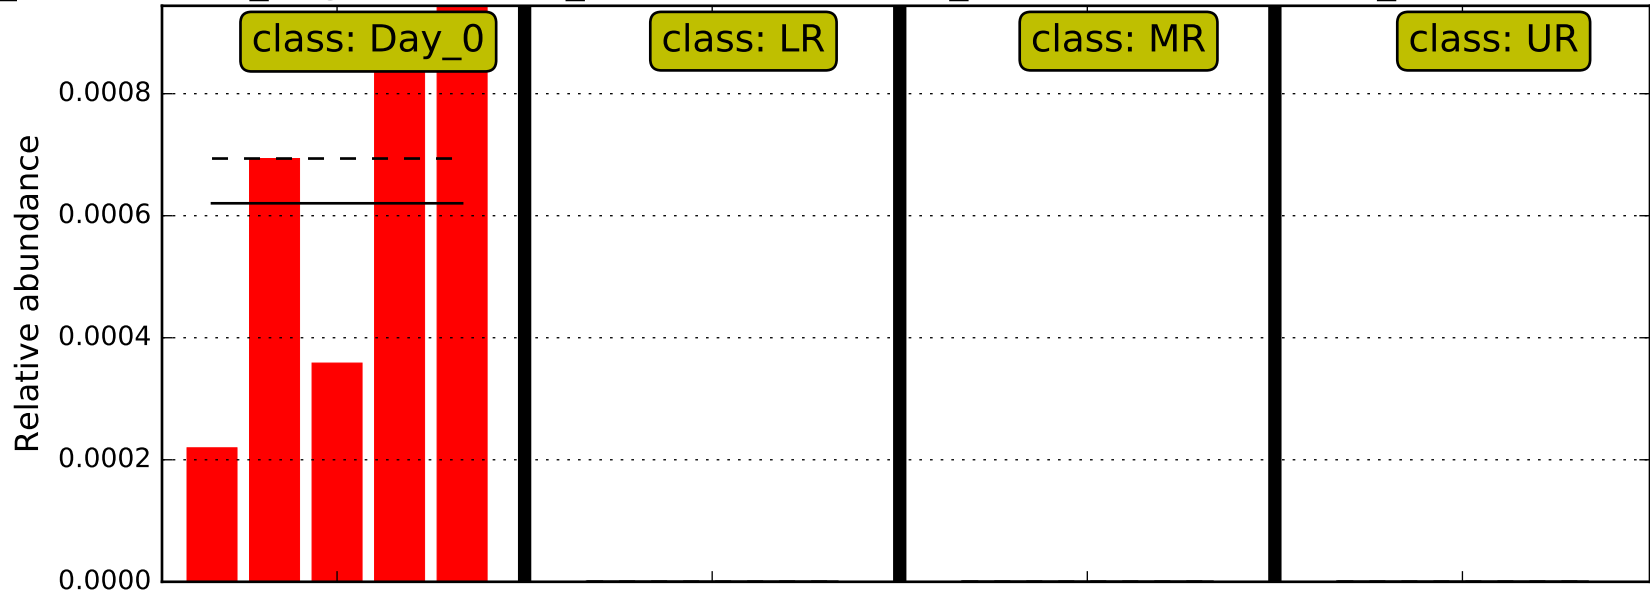 class: Day_0
class: LR
class: MR
class: UR
Relative abundance
0.0008
0.0006
0.0004
0.0002
0.0000